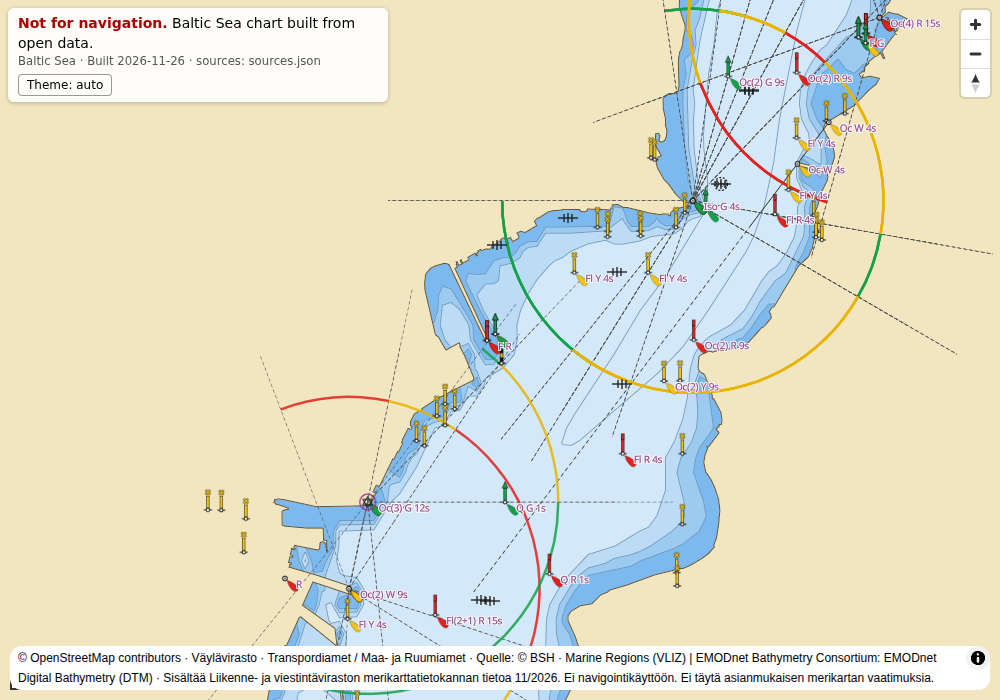 Not for navigation. Baltic Sea chart built from
open data.
Baltic Sea · Built 2026-11-26 · sources: sources.json
Theme: auto
Oc(4) R 15s
Oc(2) G 9s
Oc(2) R 9s
Oc W 4s
Fl Y 4s
Oc W 4s
Fl Y 4s
Iso G 4s
Fl R 4s
Fl Y 4s
Fl Y 4s
F R
Oc(2) R 9s
Oc(2) Y 9s
Fl R 4s
Oc(3) G 12s
Q G 1s
Q R 1s
R
Oc(2) W 9s
Fl(2+1) R 15s
Fl Y 4s
© OpenStreetMap contributors · Väylävirasto · Transpordiamet / Maa- ja Ruumiamet · Quelle: © BSH · Marine Regions (VLIZ) | EMODnet Bathymetry Consortium: EMODnet
Digital Bathymetry (DTM) · Sisältää Liikenne- ja viestintäviraston merikarttatietokannan tietoa 11/2026. Ei navigointikäyttöön. Ei täytä asianmukaisen merikartan vaatimuksia.